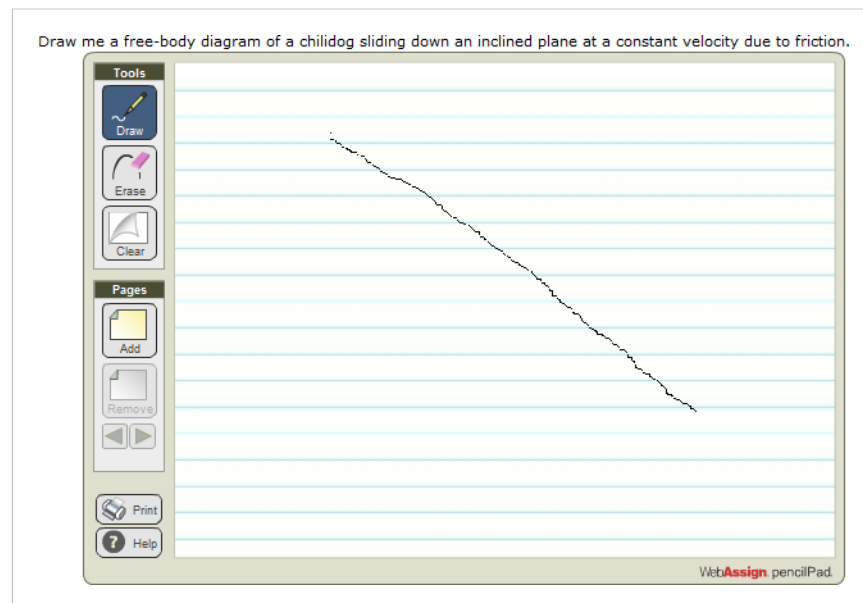 Draw me a free-body diagram of a chilidog sliding down an inclined plane at a constant velocity due to friction.
Tools
Draw
Erase
Clear
Pages
Add
Remove
Print
? Help
WebAssign. pencilPad.